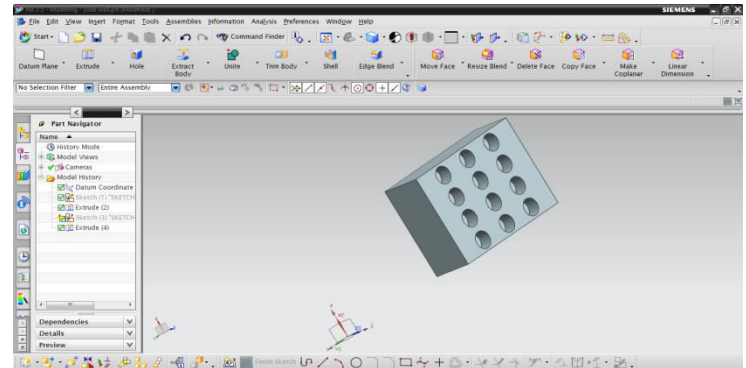 SIEMENS
File Edit View Insert Format Tools Assemblies Information Analysis Preferences Window Help
Start Command Finder
Datum Plane Extrude Hole Extract Body Unite Trim Body Shell Edge Blend Move Face Resize Blend Delete Face Copy Face Make Coplanar Linear Dimension
No Selection Filter Entire Assembly
Part Navigator
Name
History Mode
Model Views
Cameras
Model History
Datum Coordinate
Sketch (1) "SKETCH
Extrude (2)
Sketch (3) "SKETCH
Extrude (4)
Dependencies
Details
Preview
XC
YC
Finish Sketch